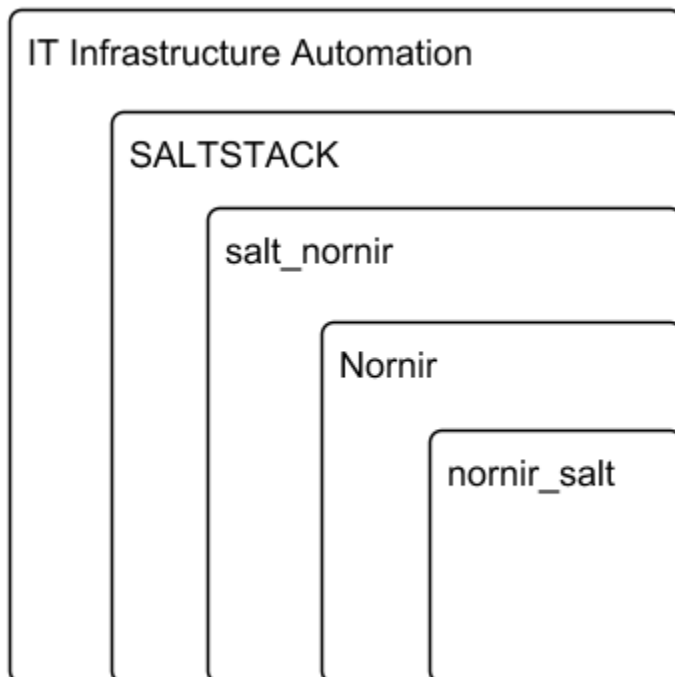 IT Infrastructure Automation
SALTSTACK
salt_nornir
Nornir
nornir_salt